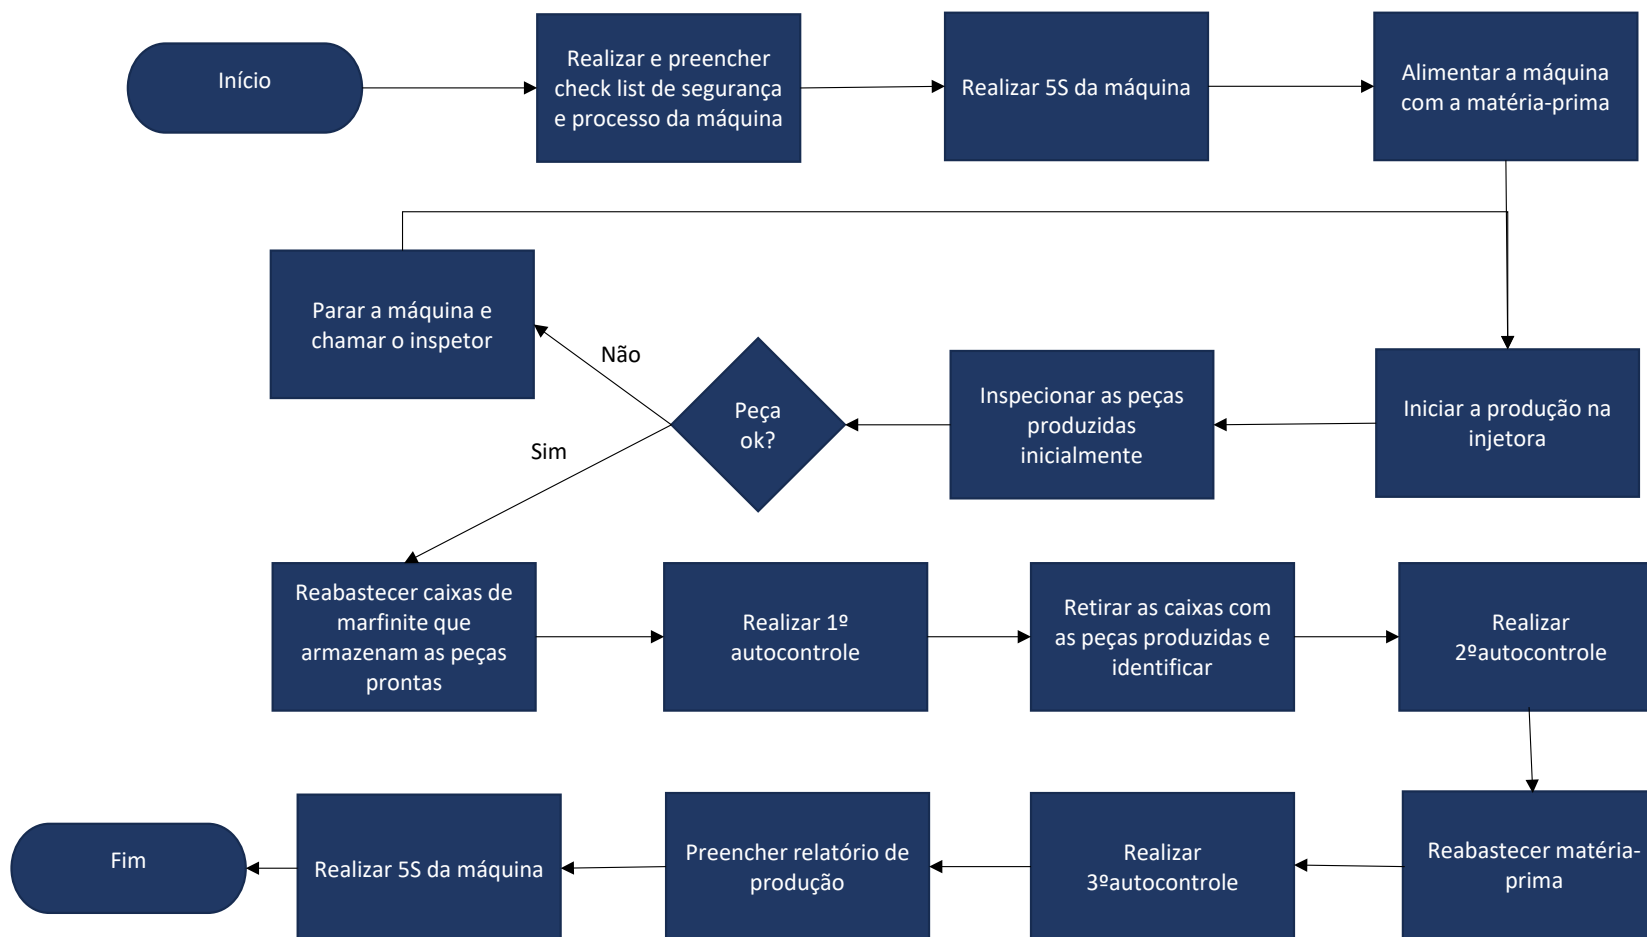 Início
Realizar e preencher
check list de segurança
e processo da máquina
Realizar 5S da máquina
Alimentar a máquina
com a matéria-prima
Parar a máquina e
chamar o inspetor
Não
Peça
ok?
Sim
Inspecionar as peças
produzidas
inicialmente
Iniciar a produção na
injetora
Reabastecer caixas de
marfinite que
armazenam as peças
prontas
Realizar 1º
autocontrole
Retirar as caixas com
as peças produzidas e
identificar
Realizar
2ºautocontrole
Fim
Realizar 5S da máquina
Preencher relatório de
produção
Realizar
3ºautocontrole
Reabastecer matéria-
prima